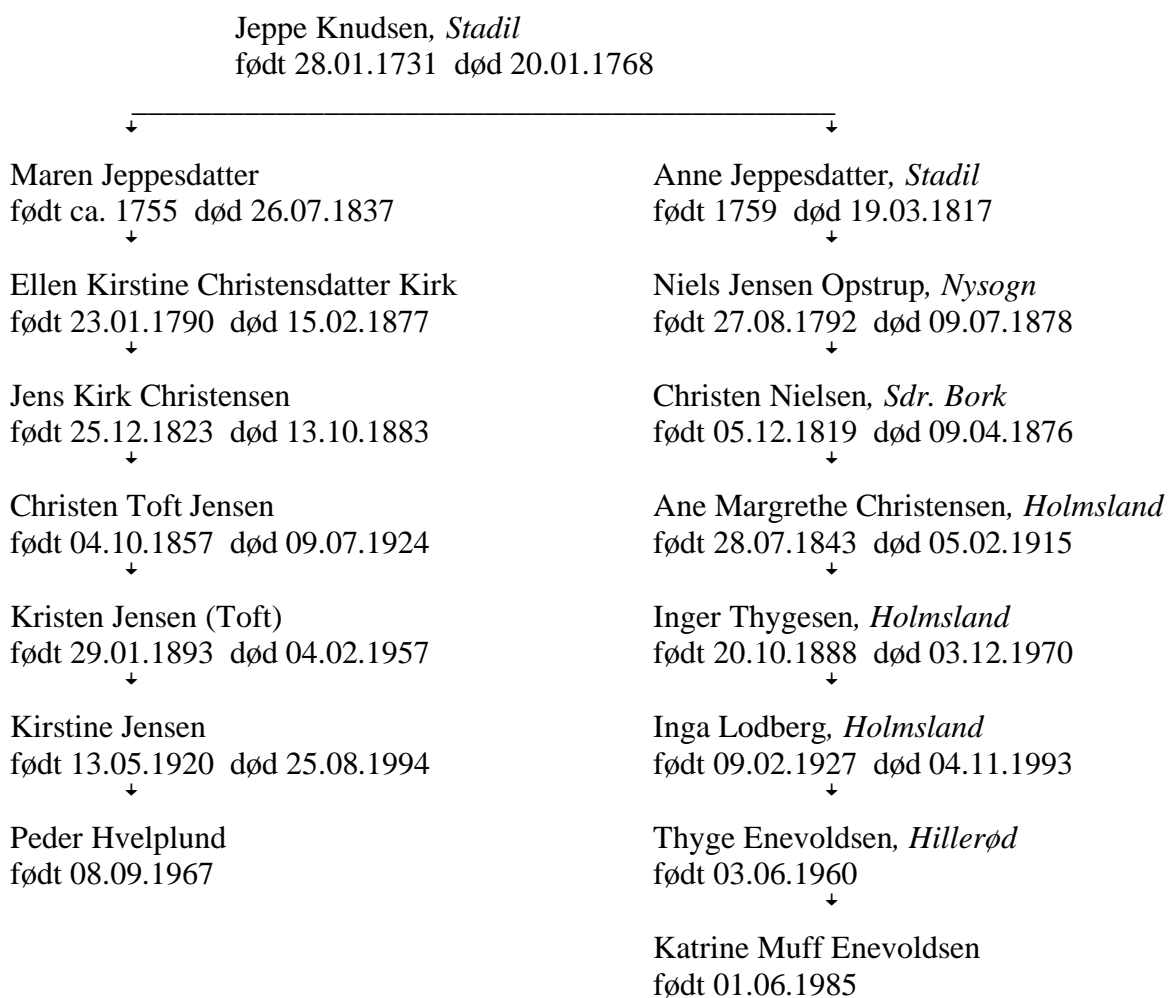 Jeppe Knudsen, Stadil
født 28.01.1731 død 20.01.1768
Maren Jeppesdatter
født ca. 1755 død 26.07.1837
Ellen Kirstine Christensdatter Kirk
født 23.01.1790 død 15.02.1877
Jens Kirk Christensen
født 25.12.1823 død 13.10.1883
Christen Toft Jensen
født 04.10.1857 død 09.07.1924
Kristen Jensen (Toft)
født 29.01.1893 død 04.02.1957
Kirstine Jensen
født 13.05.1920 død 25.08.1994
Peder Hvelplund
født 08.09.1967
Anne Jeppesdatter, Stadil
født 1759 død 19.03.1817
Niels Jensen Opstrup, Nysogn
født 27.08.1792 død 09.07.1878
Christen Nielsen, Sdr. Bork
født 05.12.1819 død 09.04.1876
Ane Margrethe Christensen, Holmsland
født 28.07.1843 død 05.02.1915
Inger Thygesen, Holmsland
født 20.10.1888 død 03.12.1970
Inga Lodberg, Holmsland
født 09.02.1927 død 04.11.1993
Thyge Enevoldsen, Hillerød
født 03.06.1960
Katrine Muff Enevoldsen
født 01.06.1985